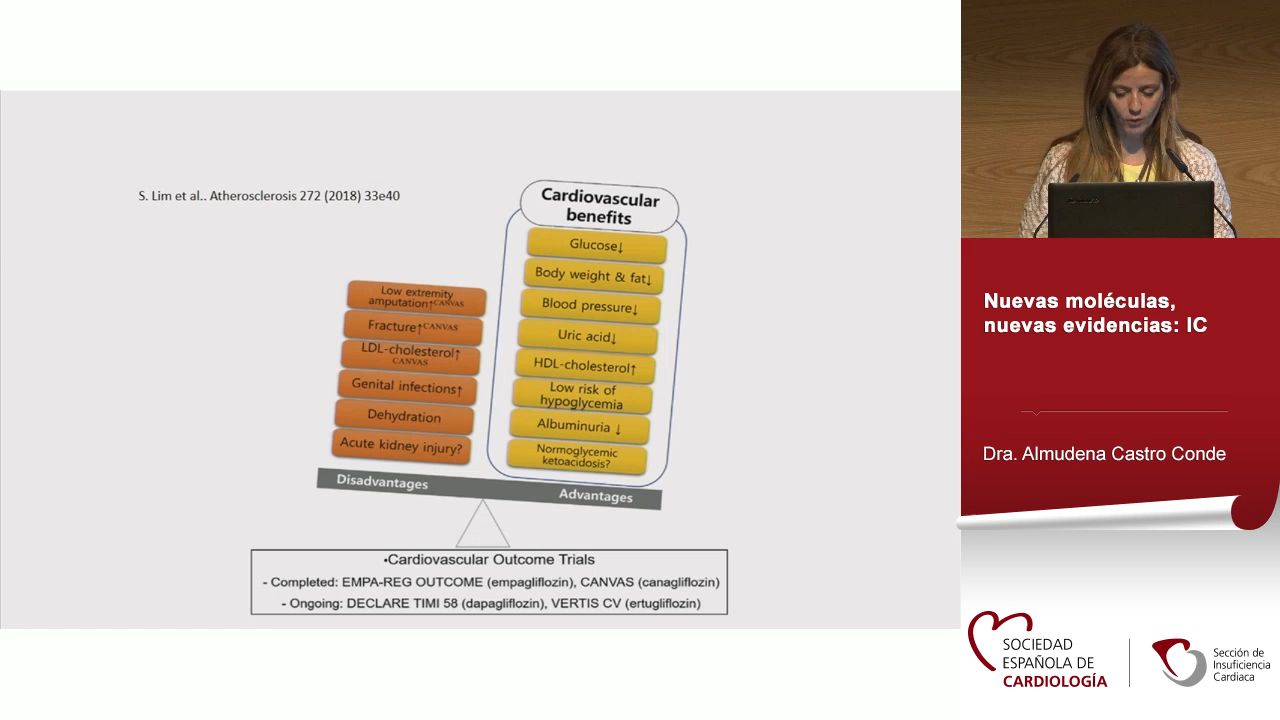 S. Lim et al.. Atherosclerosis 272 (2018) 33e40
Cardiovascular
benefits
Glucose↓
Body weight & fat↓
Blood pressure↓
Uric acid↓
HDL-cholesterol↑
Low risk of
hypoglycemia
Albuminuria ↓
Normoglycemic
ketoacidosis?
Low extremity
amputation↑CANVAS
Fracture↑CANVAS
LDL-cholesterol↑
CANVAS
Genital infections↑
Dehydration
Acute kidney injury?
Disadvantages
Advantages
•Cardiovascular Outcome Trials
- Completed: EMPA-REG OUTCOME (empagliflozin), CANVAS (canagliflozin)
- Ongoing: DECLARE TIMI 58 (dapagliflozin), VERTIS CV (ertugliflozin)
Nuevas moléculas,
nuevas evidencias: IC
Dra. Almudena Castro Conde
SOCIEDAD
ESPAÑOLA DE
CARDIOLOGÍA
Sección de
Insuficiencia
Cardiaca